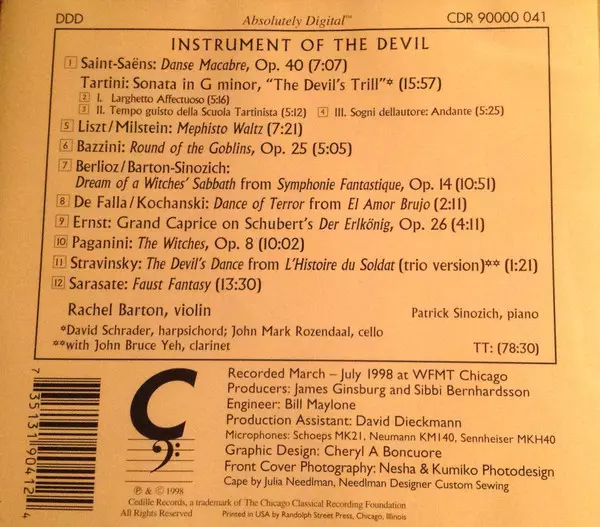 DDD Absolutely Digital™ CDR 90000 041
INSTRUMENT OF THE DEVIL
1 Saint-Saëns: Danse Macabre, Op. 40 (7:07)
Tartini: Sonata in G minor, "The Devil's Trill"* (15:57)
2 I. Larghetto Affectuoso (5:16)
3 II. Tempo guisto della Scuola Tartinista (5:12) 4 III. Sogni dellautore: Andante (5:25)
5 Liszt/Milstein: Mephisto Waltz (7:21)
6 Bazzini: Round of the Goblins, Op. 25 (5:05)
7 Berlioz/Barton-Sinozich:
Dream of a Witches' Sabbath from Symphonie Fantastique, Op. 14 (10:51)
8 De Falla/Kochanski: Dance of Terror from El Amor Brujo (2:11)
9 Ernst: Grand Caprice on Schubert's Der Erlkönig, Op. 26 (4:11)
10 Paganini: The Witches, Op. 8 (10:02)
11 Stravinsky: The Devil's Dance from L'Histoire du Soldat (trio version)** (1:21)
12 Sarasate: Faust Fantasy (13:30)
Rachel Barton, violin Patrick Sinozich, piano
*David Schrader, harpsichord; John Mark Rozendaal, cello
**with John Bruce Yeh, clarinet TT: (78:30)
7 35131 90412 4
Recorded March – July 1998 at WFMT Chicago
Producers: James Ginsburg and Sibbi Bernhardsson
Engineer: Bill Maylone
Production Assistant: David Dieckmann
Microphones: Schoeps MK21, Neumann KM140, Sennheiser MKH40
Graphic Design: Cheryl A Boncuore
Front Cover Photography: Nesha & Kumiko Photodesign
Cape by Julia Needlman, Needlman Designer Custom Sewing
℗ & © 1998
Cedille Records, a trademark of The Chicago Classical Recording Foundation
All Rights Reserved Printed in USA by Randolph Street Press, Chicago, Illinois